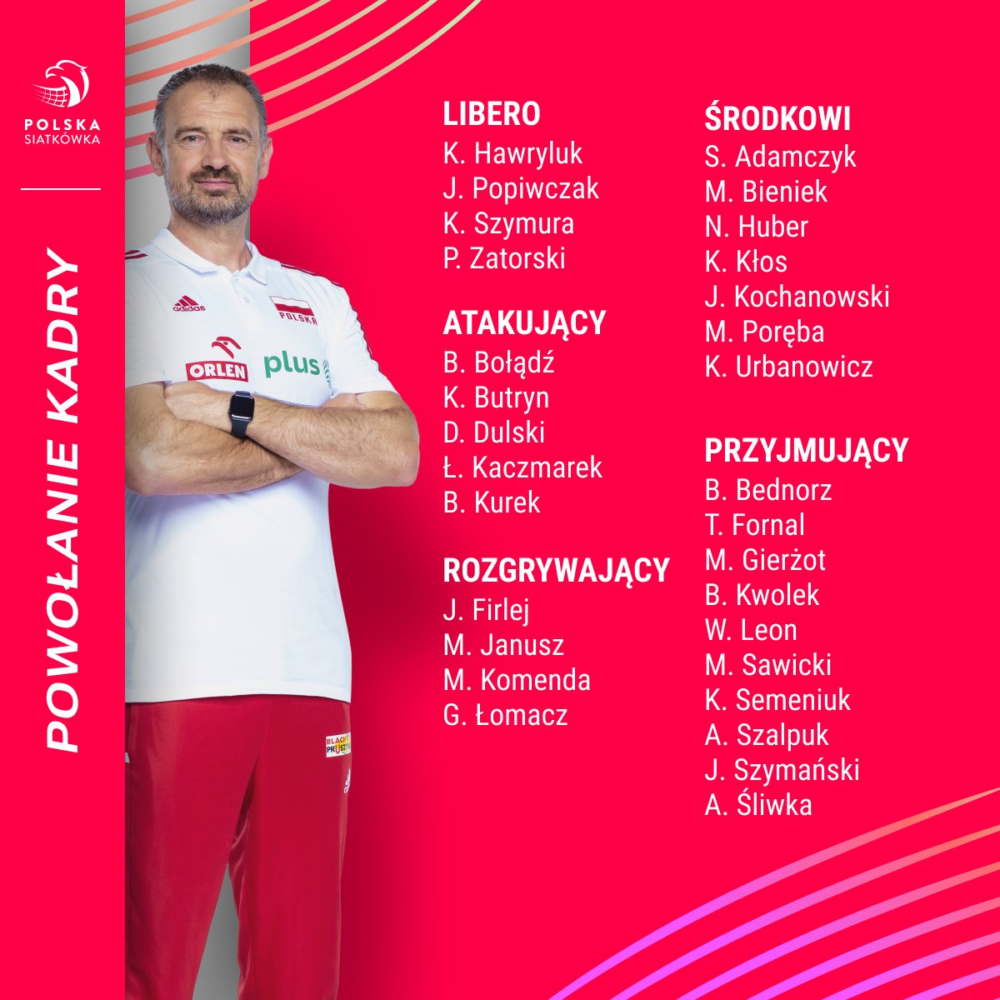 POLSKA
SIATKÓWKA
POWOŁANIE KADRY
adidas
POLSKA
ORLEN
plus
LIBERO
K. Hawryluk
J. Popiwczak
K. Szymura
P. Zatorski
ATAKUJĄCY
B. Bołądź
K. Butryn
D. Dulski
Ł. Kaczmarek
B. Kurek
ROZGRYWAJĄCY
J. Firlej
M. Janusz
M. Komenda
G. Łomacz
ŚRODKOWI
S. Adamczyk
M. Bieniek
N. Huber
K. Kłos
J. Kochanowski
M. Poręba
K. Urbanowicz
PRZYJMUJĄCY
B. Bednorz
T. Fornal
M. Gierżot
B. Kwolek
W. Leon
M. Sawicki
K. Semeniuk
A. Szalpuk
J. Szymański
A. Śliwka